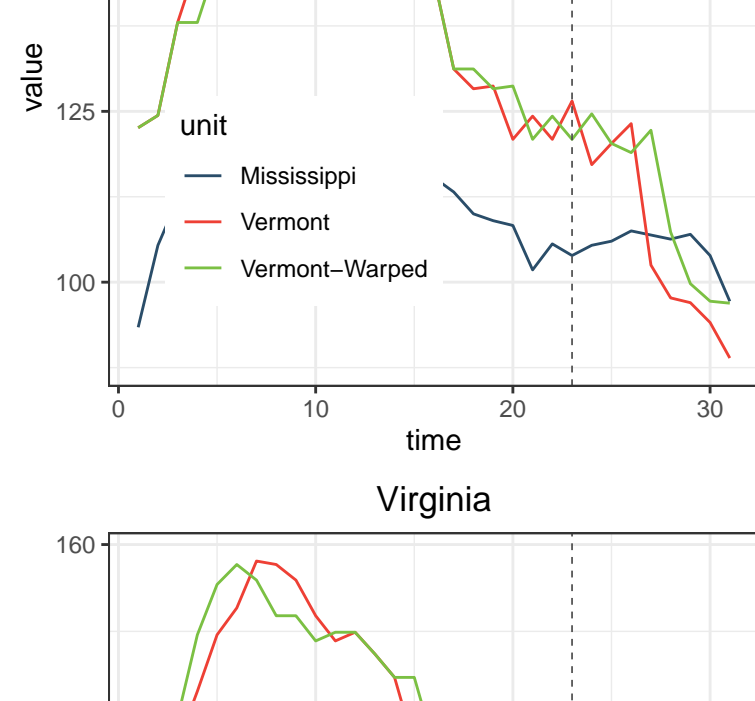 value
125
100
unit
Mississippi
Vermont
Vermont−Warped
0 10 20 30
time
Virginia
160